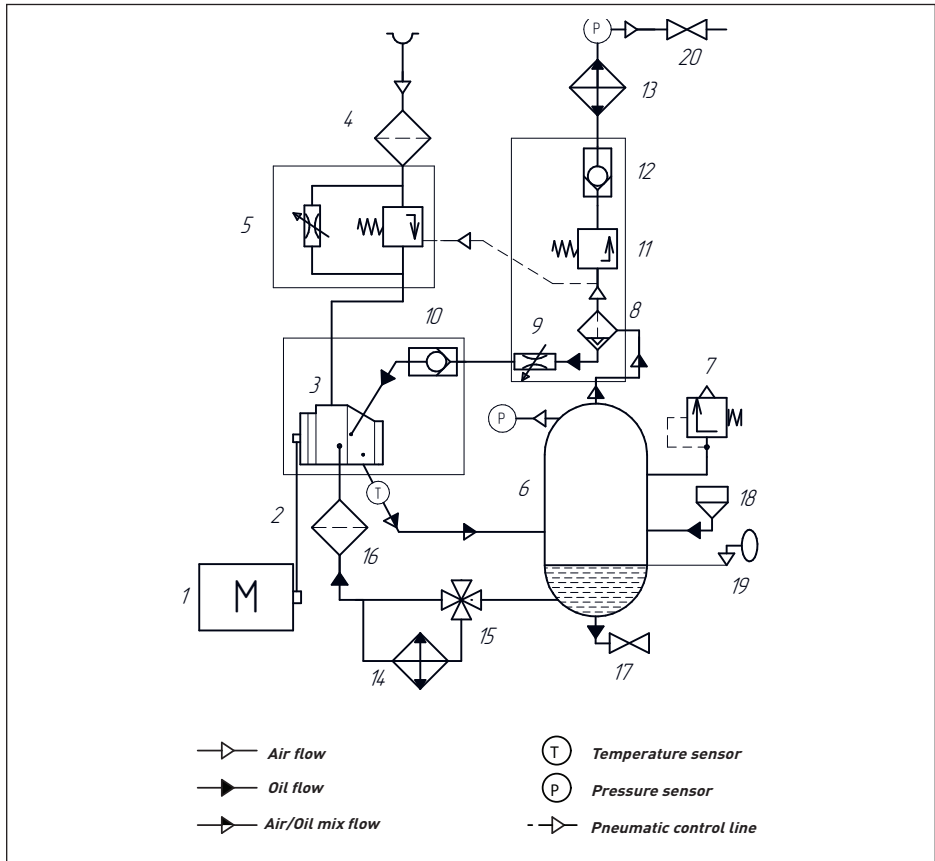 P
20
13
4
12
5
11
8
9
10
7
3
P
6
18
T
2
16
19
1
M
15
14
17
Air flow
T
Temperature sensor
Oil flow
P
Pressure sensor
Air/Oil mix flow
Pneumatic control line